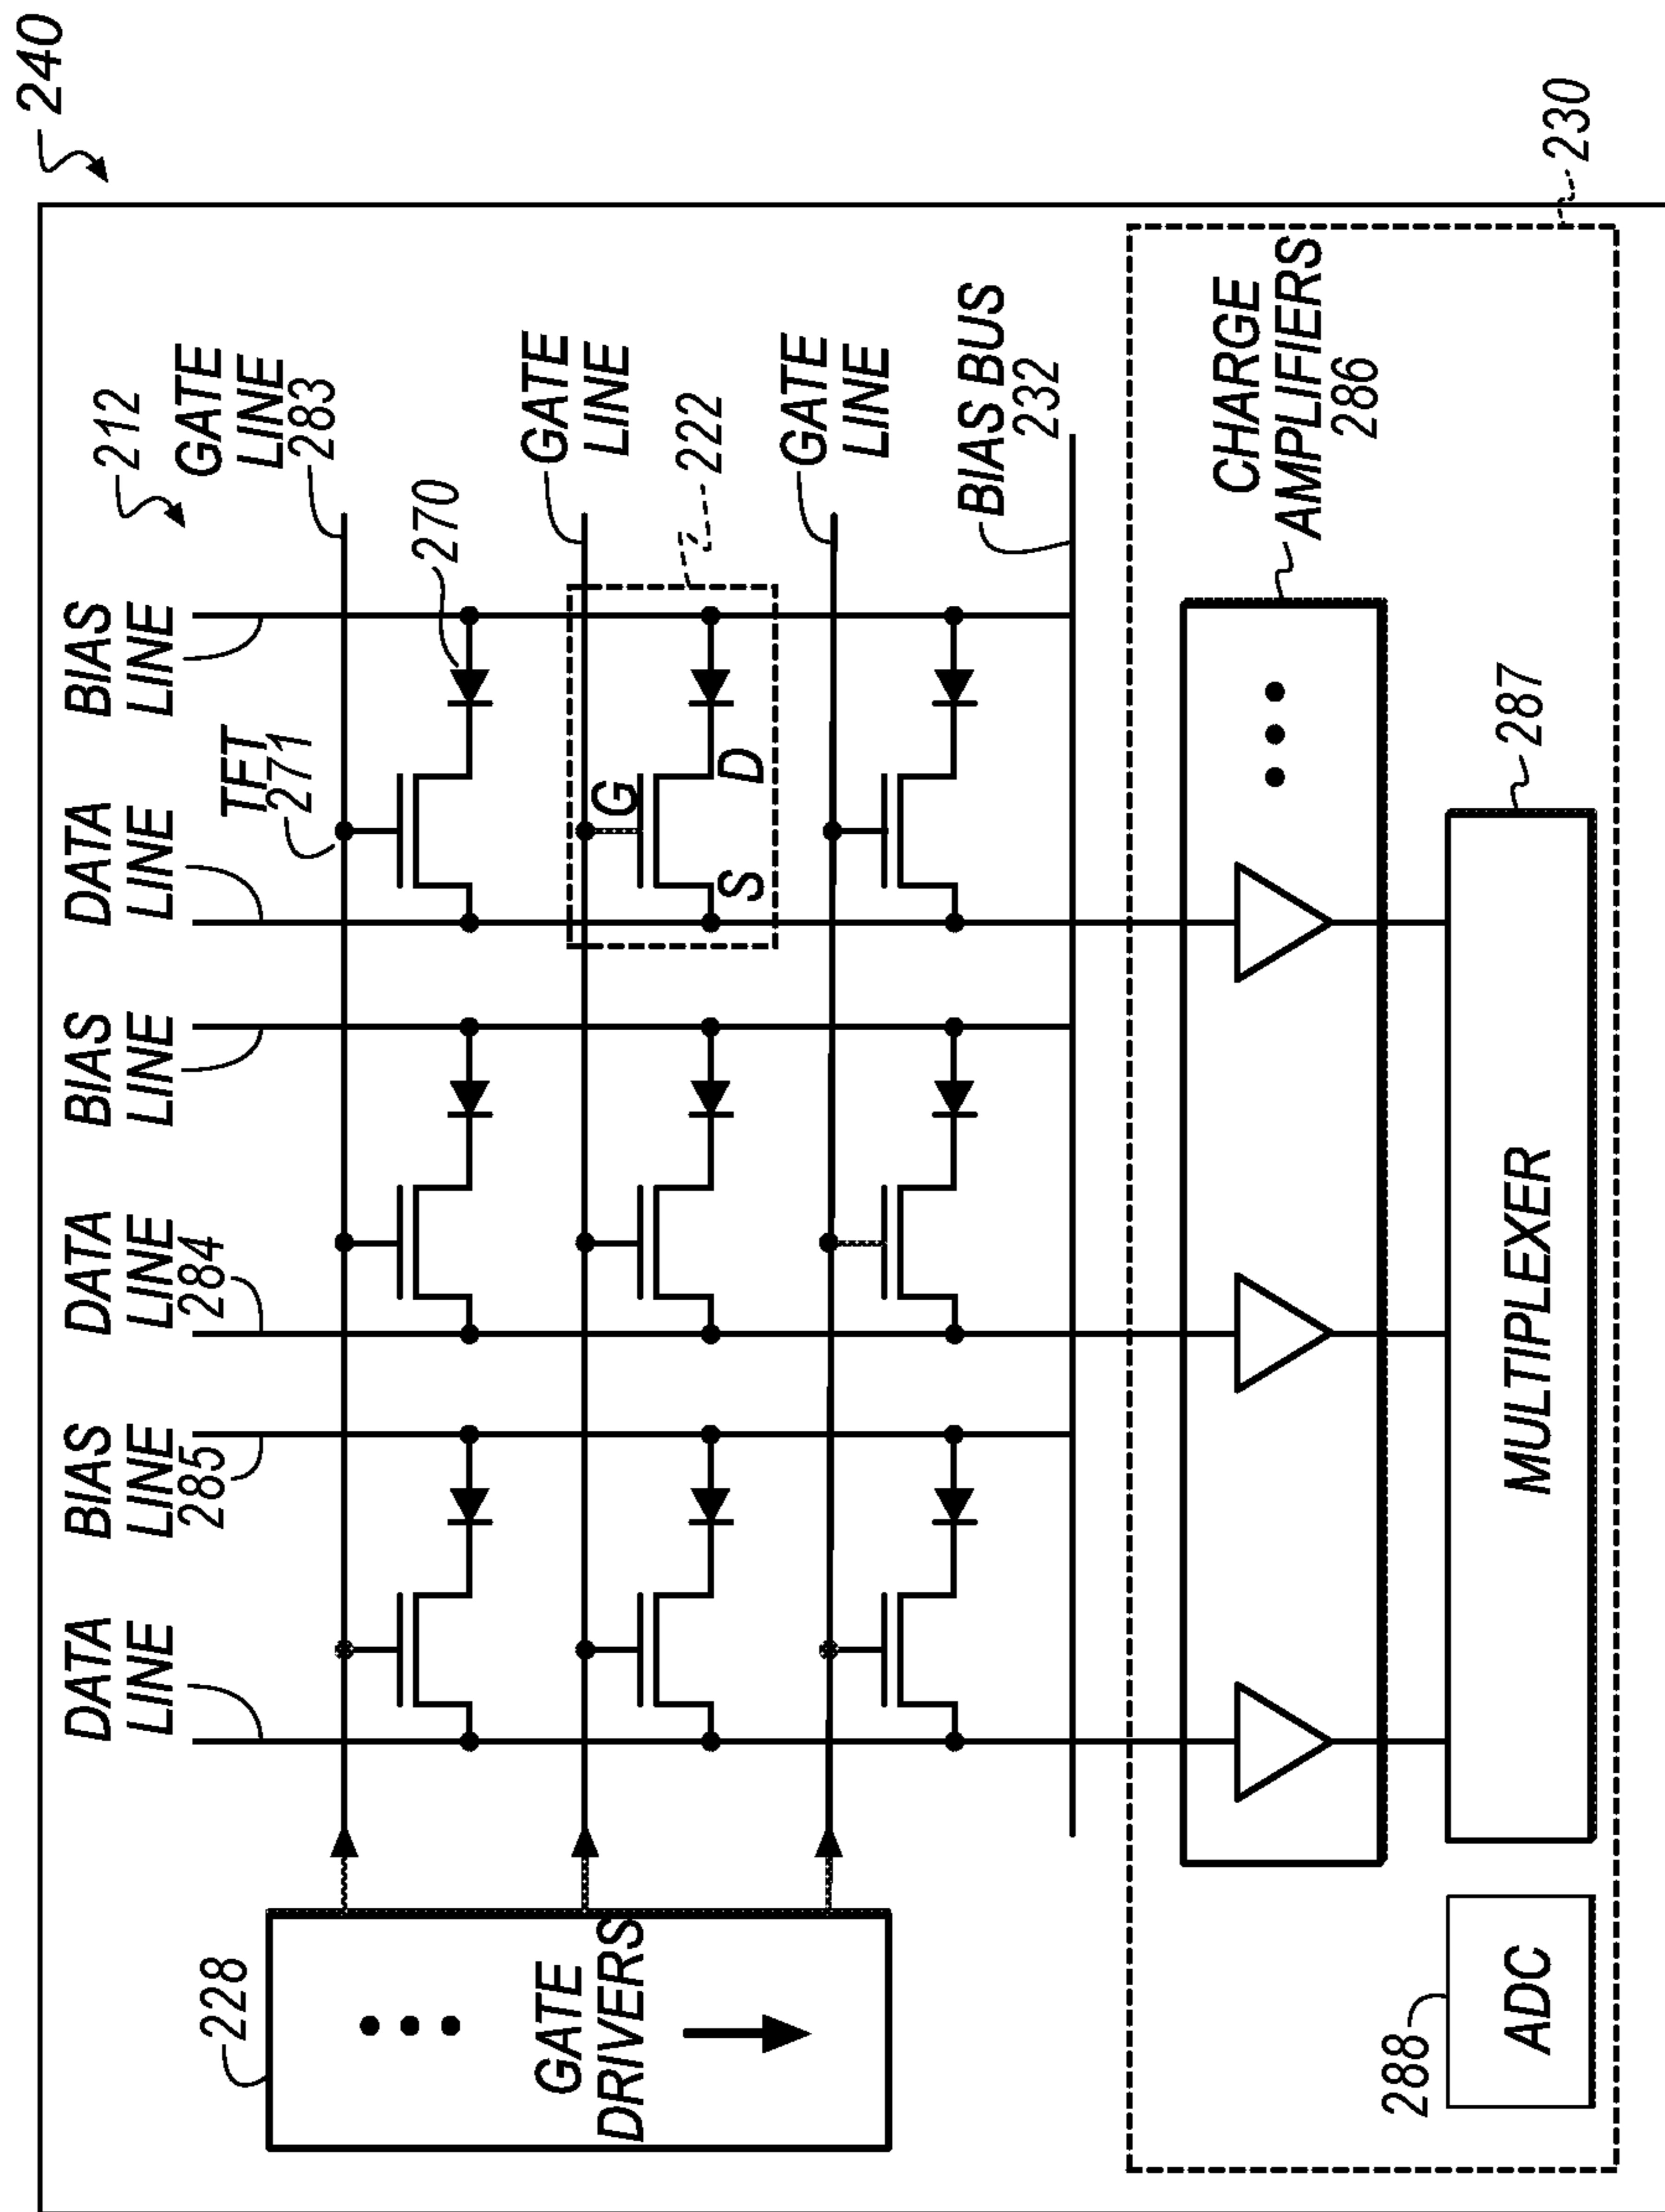 240
212
DATA
LINE
BIAS
LINE
285
DATA
LINE
284
BIAS
LINE
DATA
LINE
BIAS
LINE
GATE
LINE
283
TFT
271
270
228
GATE
DRIVERS
GATE
LINE
G
S
D
222
GATE
LINE
BIAS BUS
232
CHARGE
AMPLIFIERS
286
288
ADC
MULTIPLEXER
287
230